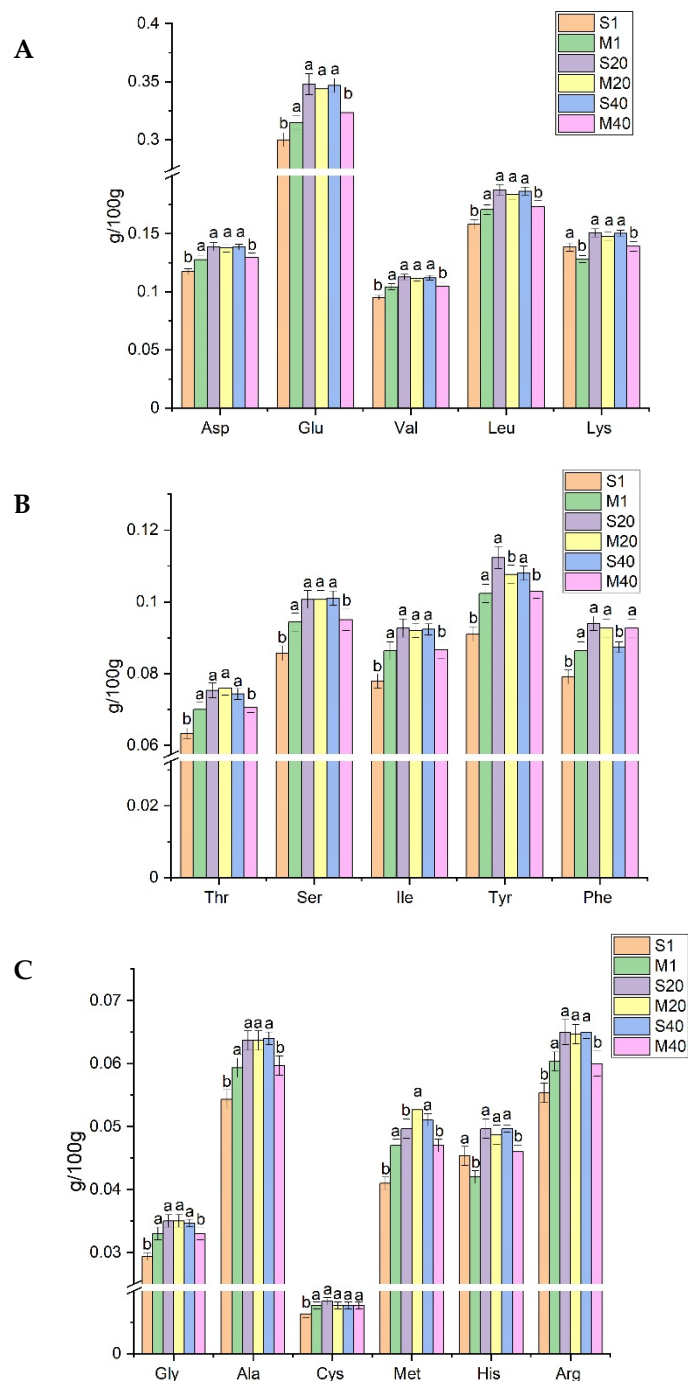 A
S1
M1
S20
M20
S40
M40
g/100g
0.4
0.35
0.3
0.15
0.1
0.05
0
b a a a a b
b a a a a b
b a a a a b
b a a a a b
a b a a a b
Asp Glu Val Leu Lys
B
S1
M1
S20
M20
S40
M40
g/100g
0.12
0.1
0.08
0.06
0.02
0
b a a a a b
b a a a a b
b a a a a b
b a a b a b
b a a a b a
Thr Ser Ile Tyr Phe
C
S1
M1
S20
M20
S40
M40
g/100g
0.07
0.06
0.05
0.04
0.03
0
b a a a a b
b a a a a b
b a a a a a
b a b a a b
a b a a a b
b a a a a b
Gly Ala Cys Met His Arg